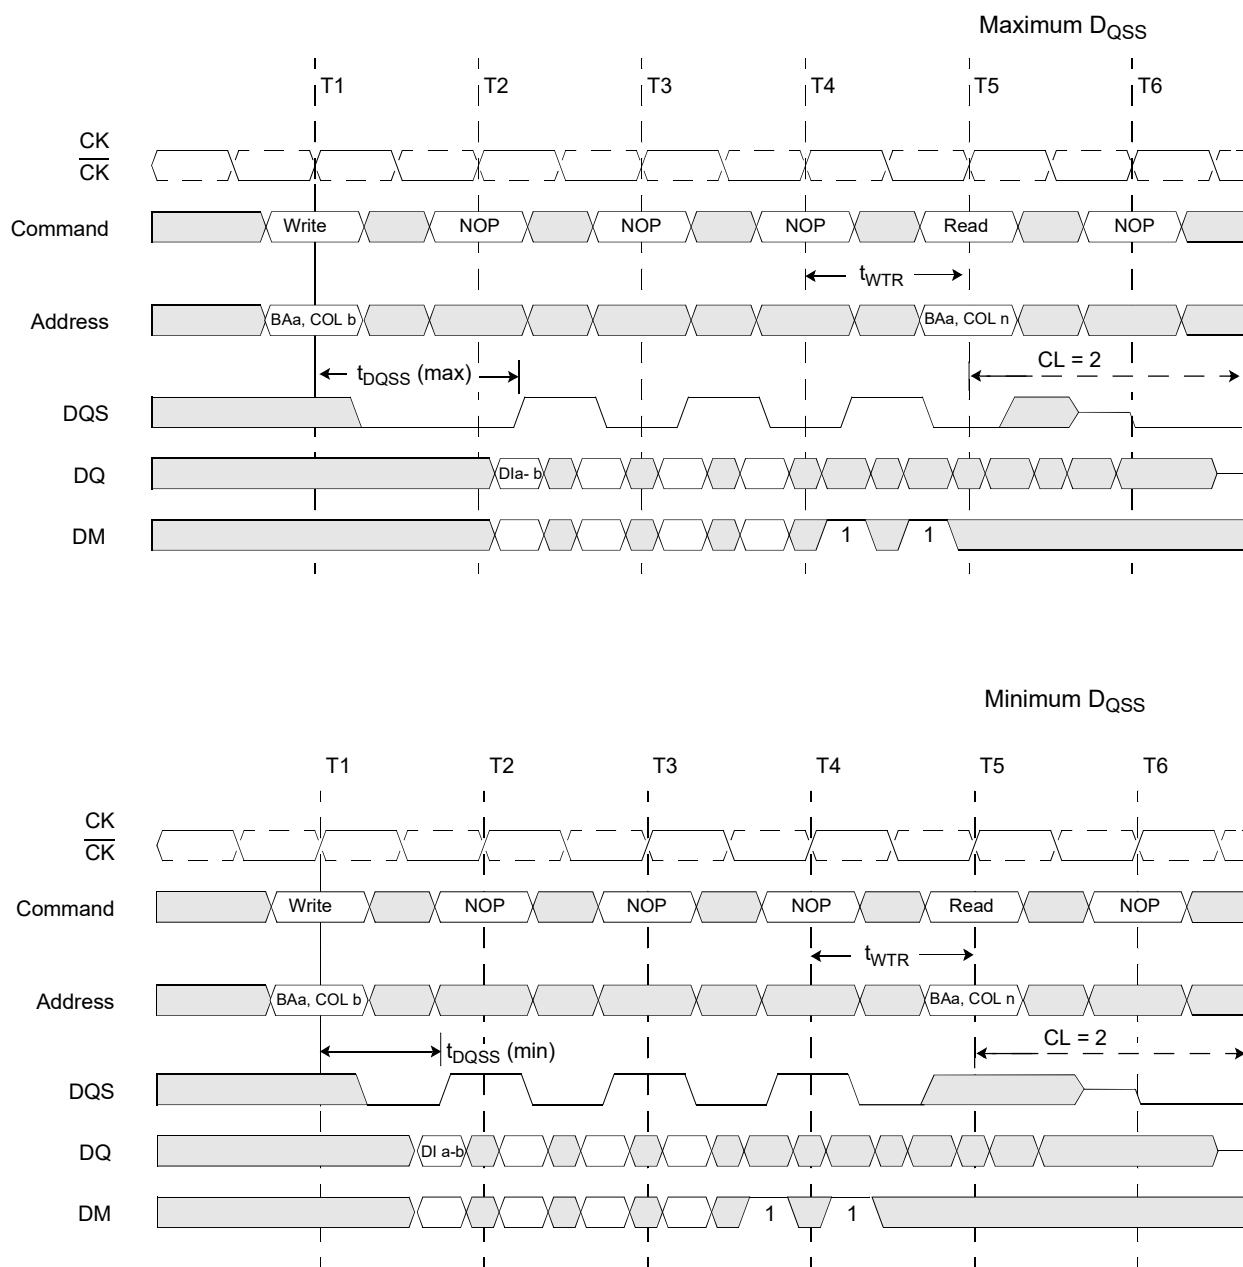 Maximum DQSS
T1 T2 T3 T4 T5 T6
CK
CK
Command Write NOP NOP NOP Read NOP
tWTR
Address BAa, COL b BAa, COL n
tDQSS (max) CL = 2
DQS
DQ DIa- b
DM 1 1
Minimum DQSS
T1 T2 T3 T4 T5 T6
CK
CK
Command Write NOP NOP NOP Read NOP
tWTR
Address BAa, COL b BAa, COL n
tDQSS (min) CL = 2
DQS
DQ DI a-b
DM 1 1